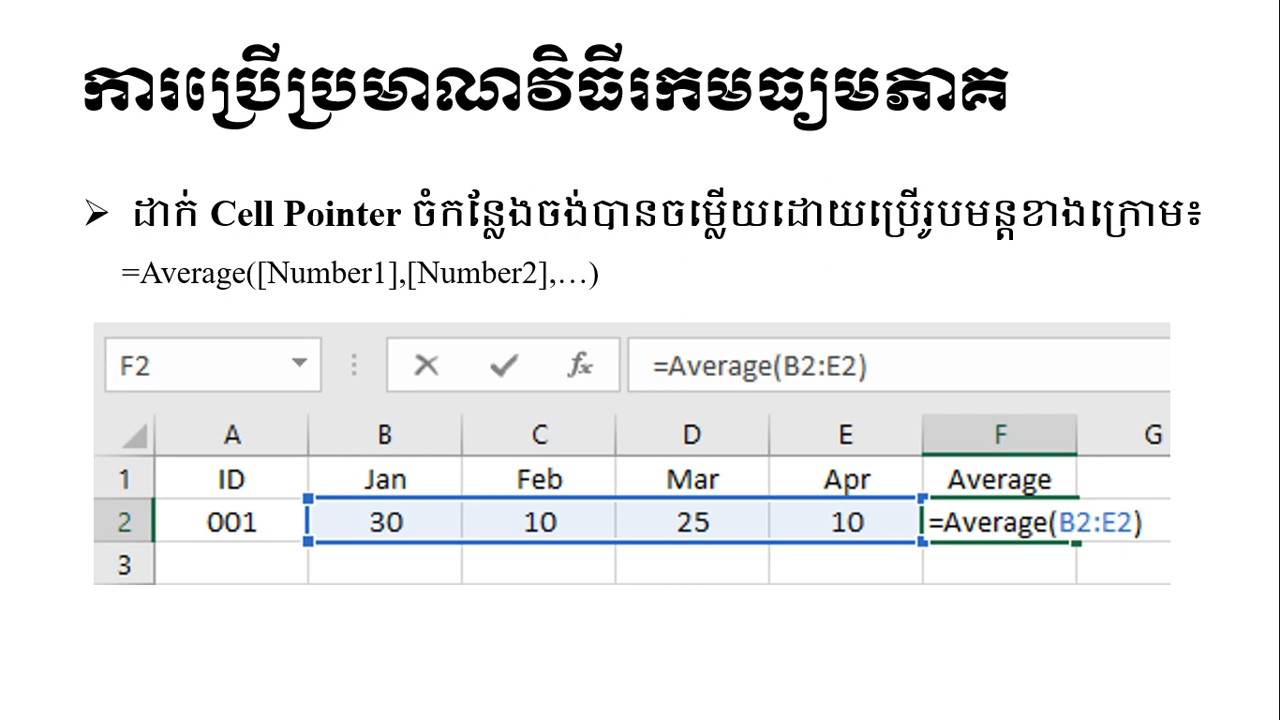 ការប្រើប្រមាណវិធីរកមធ្យមភាគ
➢ ដាក់ Cell Pointer ចំកន្លែងចង់បានចម្លើយដោយប្រើរូបមន្តខាងក្រោម៖
=Average([Number1],[Number2],…)
F2 fx =Average(B2:E2)
A B C D E F G
1 ID Jan Feb Mar Apr Average
2 001 30 10 25 10 =Average(B2:E2)
3